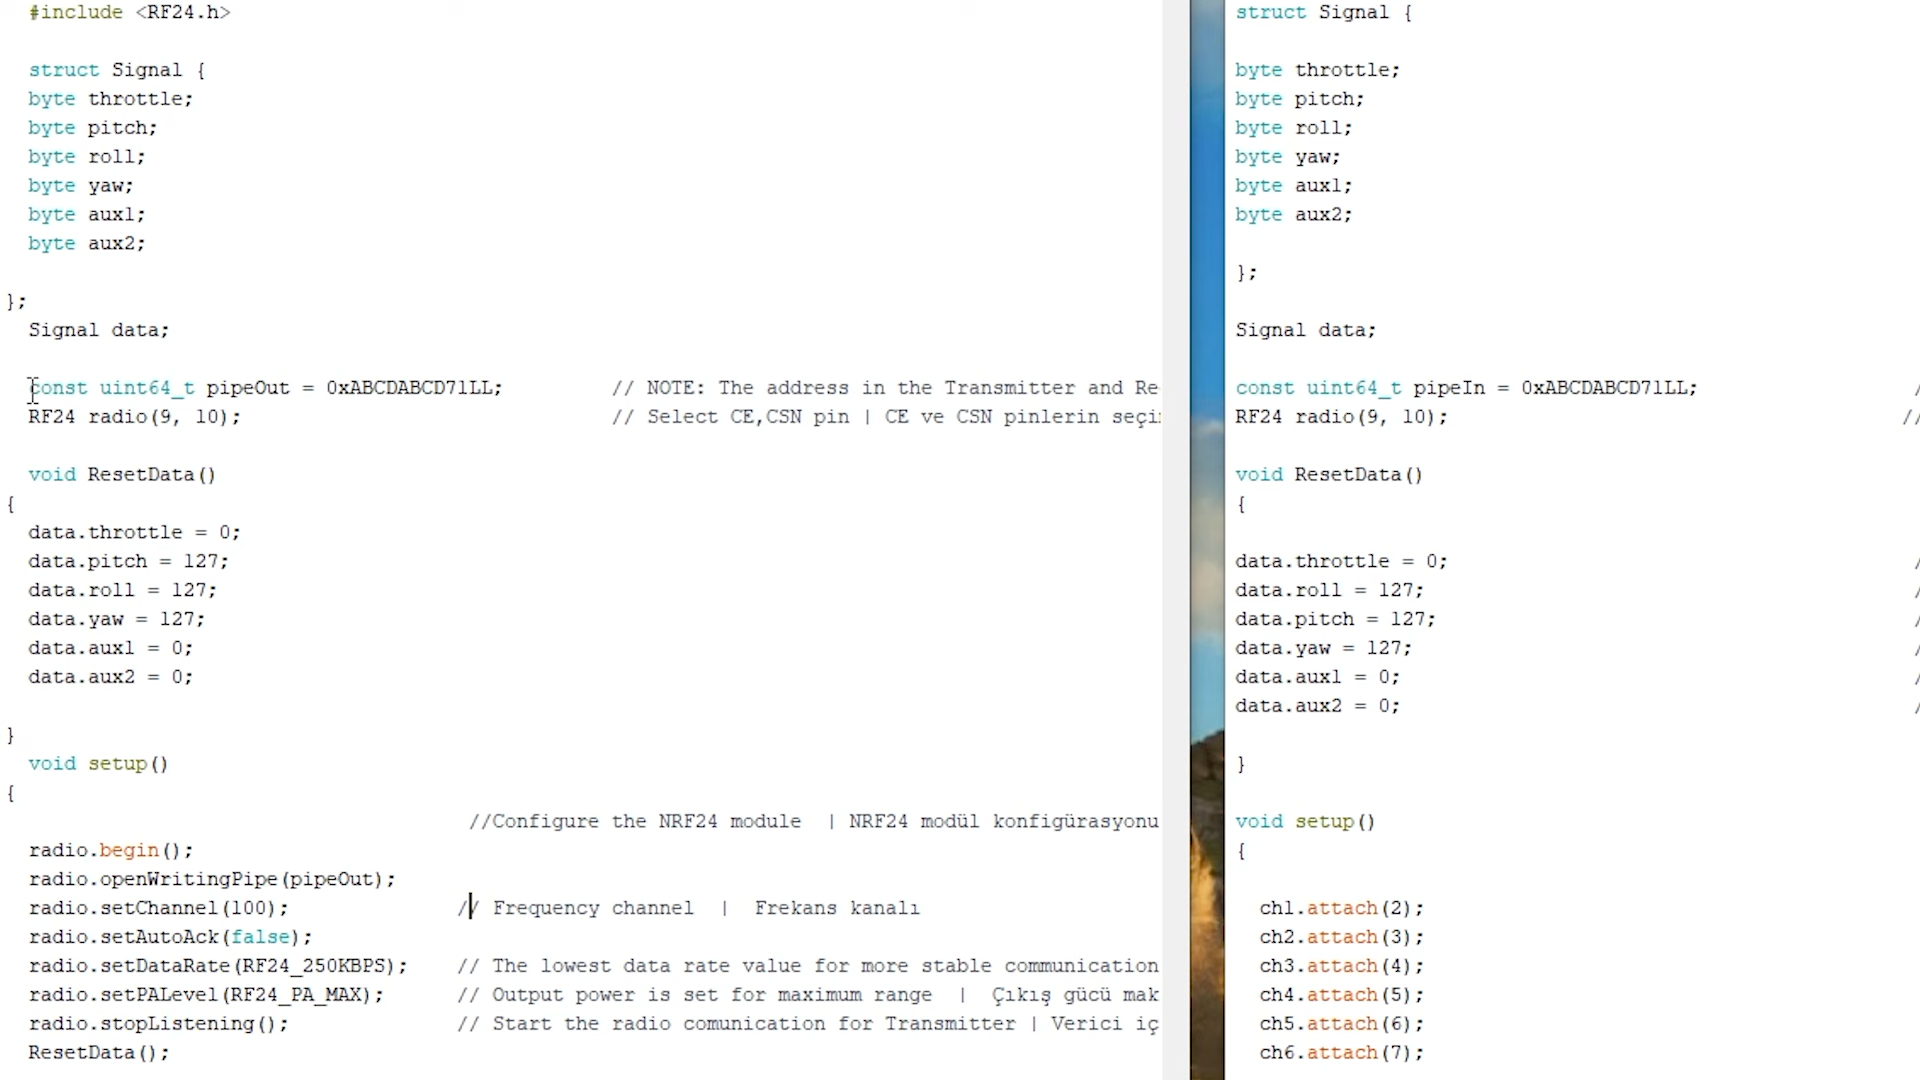 #include <RF24.h>
struct Signal {
byte throttle;
byte pitch;
byte roll;
byte yaw;
byte aux1;
byte aux2;
};
Signal data;
const uint64_t pipeOut = 0xABCDABCD71LL; // NOTE: The address in the Transmitter and Re
RF24 radio(9, 10); // Select CE,CSN pin | CE ve CSN pinlerin seçi
void ResetData()
{
data.throttle = 0;
data.pitch = 127;
data.roll = 127;
data.yaw = 127;
data.aux1 = 0;
data.aux2 = 0;
}
void setup()
{
//Configure the NRF24 module | NRF24 modül konfigürasyonu
radio.begin();
radio.openWritingPipe(pipeOut);
radio.setChannel(100); // Frequency channel | Frekans kanalı
radio.setAutoAck(false);
radio.setDataRate(RF24_250KBPS); // The lowest data rate value for more stable communication
radio.setPALevel(RF24_PA_MAX); // Output power is set for maximum range | Çıkış gücü mak
radio.stopListening(); // Start the radio comunication for Transmitter | Verici iç
ResetData();
struct Signal {
byte throttle;
byte pitch;
byte roll;
byte yaw;
byte aux1;
byte aux2;
};
Signal data;
const uint64_t pipeIn = 0xABCDABCD71LL; /
RF24 radio(9, 10); //
void ResetData()
{
data.throttle = 0; /
data.roll = 127; /
data.pitch = 127; /
data.yaw = 127; /
data.aux1 = 0; /
data.aux2 = 0; /
}
void setup()
{
ch1.attach(2);
ch2.attach(3);
ch3.attach(4);
ch4.attach(5);
ch5.attach(6);
ch6.attach(7);